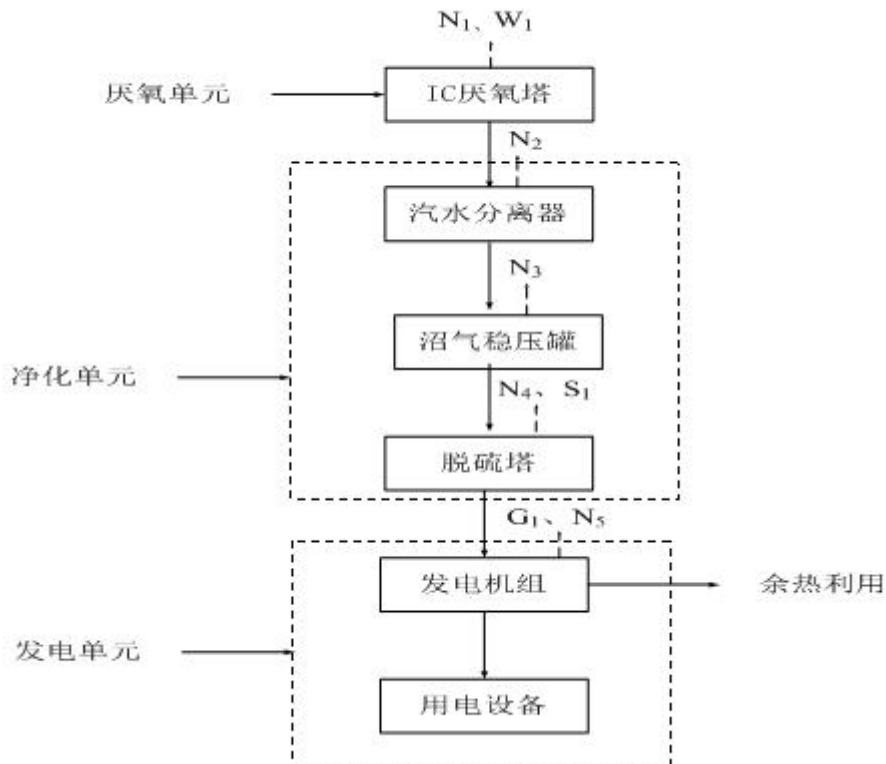 N₁、W₁
厌氧单元
IC厌氧塔
N₂
汽水分离器
N₃
沼气稳压罐
净化单元
N₄、S₁
脱硫塔
G₁、N₅
发电机组
余热利用
发电单元
用电设备